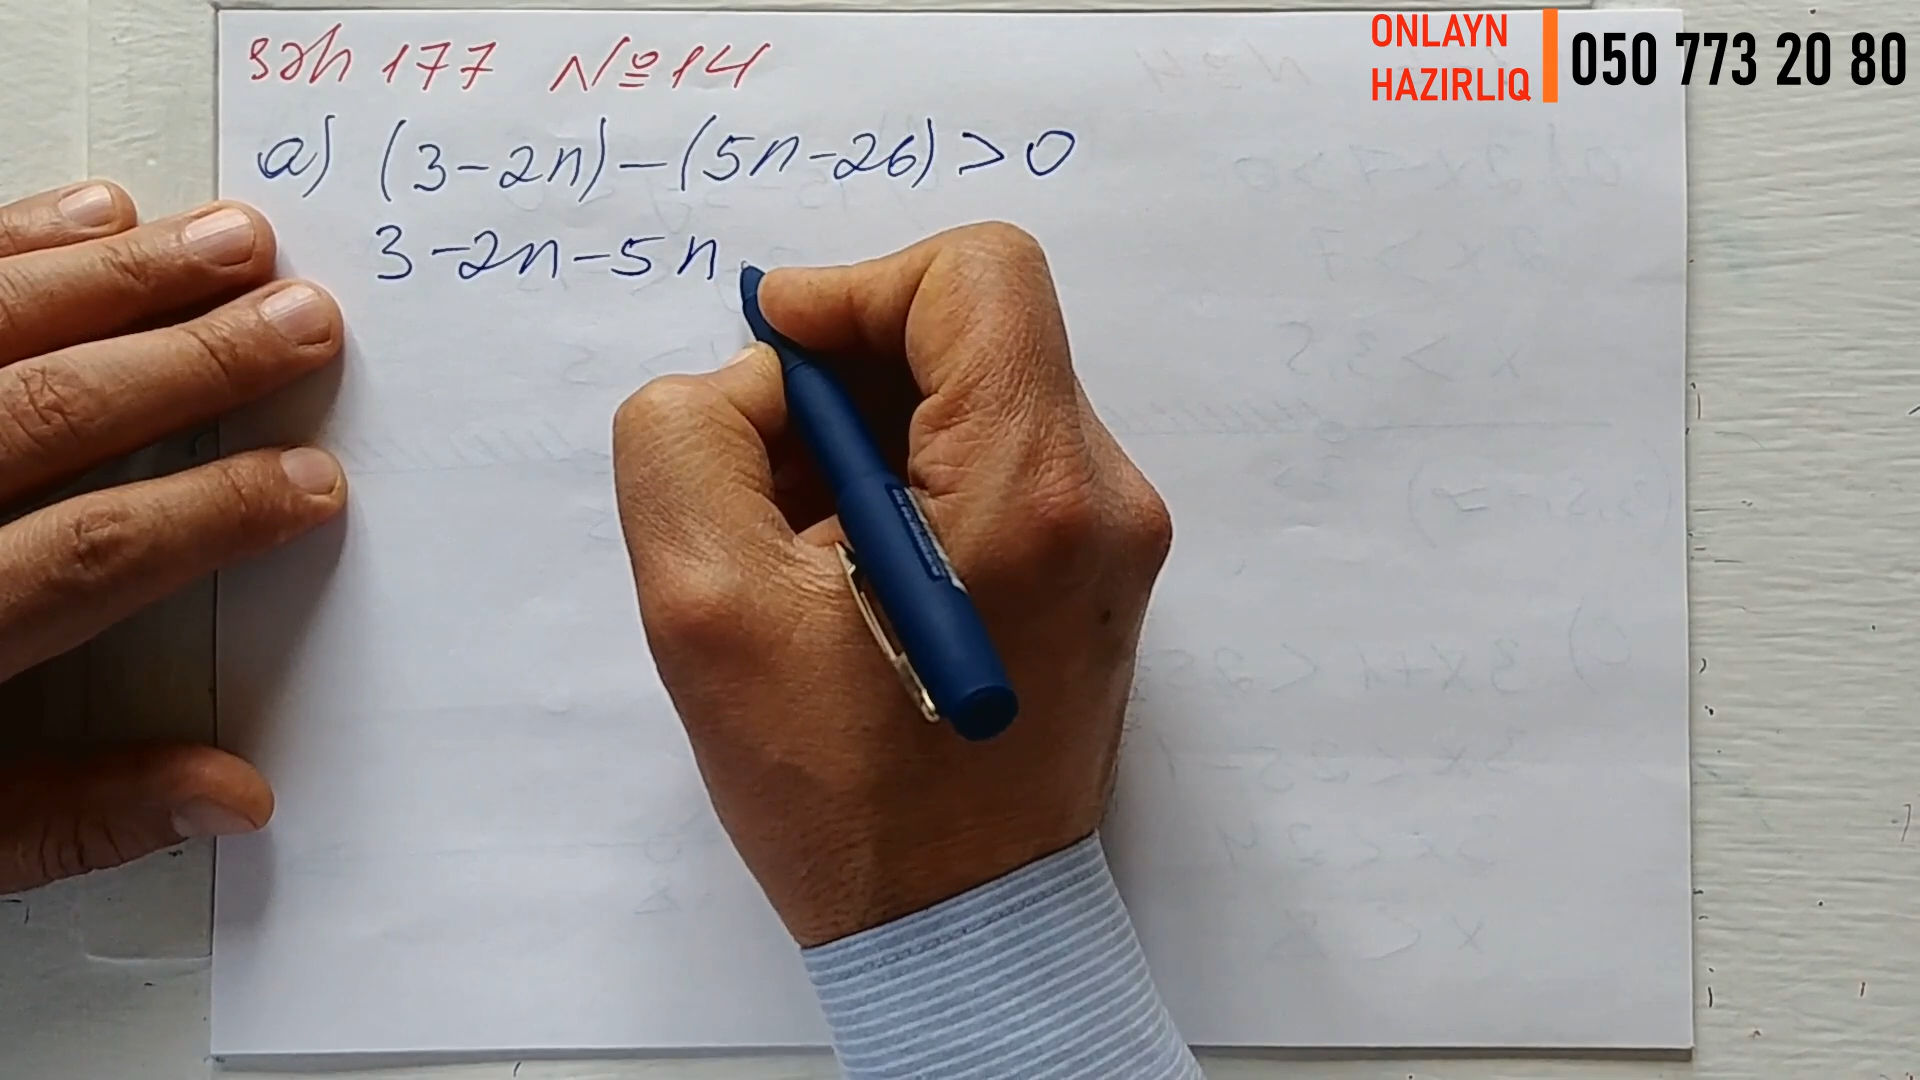 səh 177 №14
ONLAYN
HAZIRLIQ
050 773 20 80
a) (3-2n)-(5n-26)>0
3-2n-5n